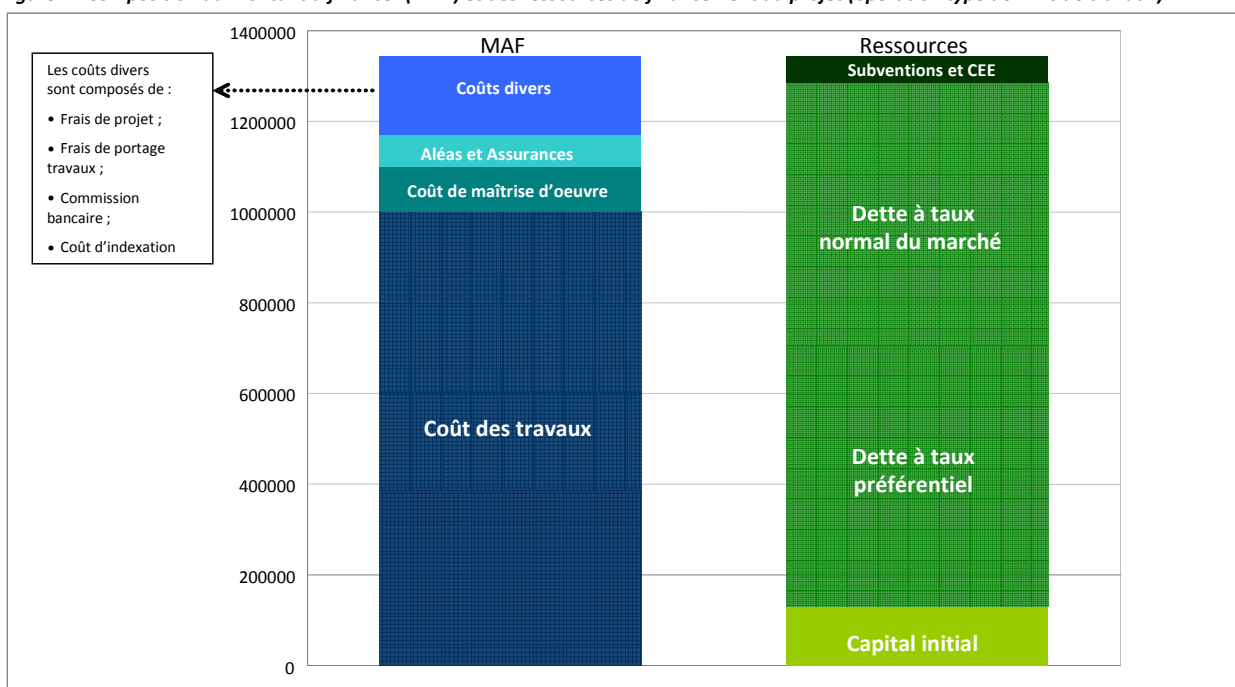 MAF
Ressources
1400000
1200000
1000000
800000
600000
400000
200000
0
Les coûts divers
sont composés de :
• Frais de projet ;
• Frais de portage
travaux ;
• Commission
bancaire ;
• Coût d'indexation
Coûts divers
Aléas et Assurances
Coût de maîtrise d'oeuvre
Coût des travaux
Subventions et CEE
Dette à taux
normal du marché
Dette à taux
préférentiel
Capital initial